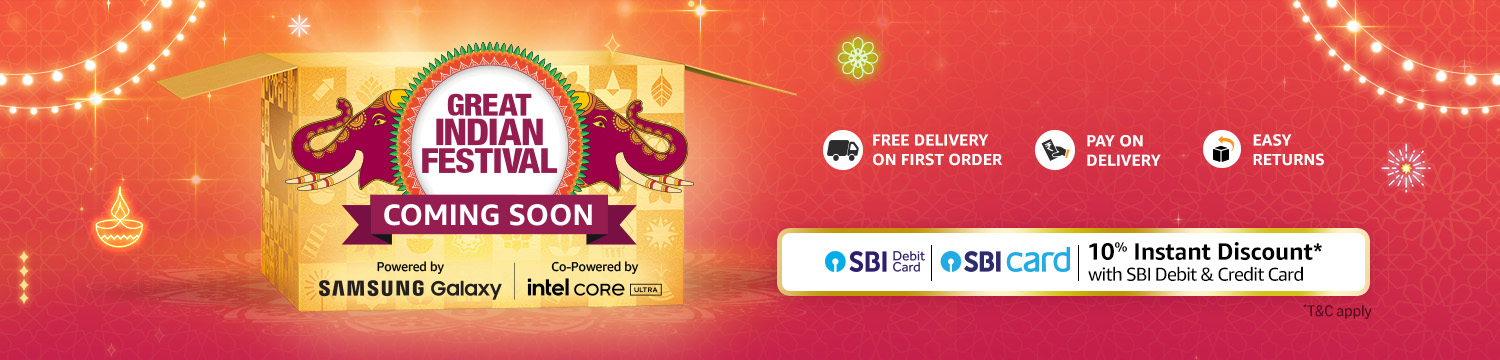 GREAT
INDIAN
FESTIVAL
COMING SOON
Powered by
SAMSUNG Galaxy
Co-Powered by
intel CORE ULTRA
FREE DELIVERY
ON FIRST ORDER
PAY ON
DELIVERY
EASY
RETURNS
SBI Debit
Card
SBI card
10% Instant Discount*
with SBI Debit & Credit Card
*T&C apply